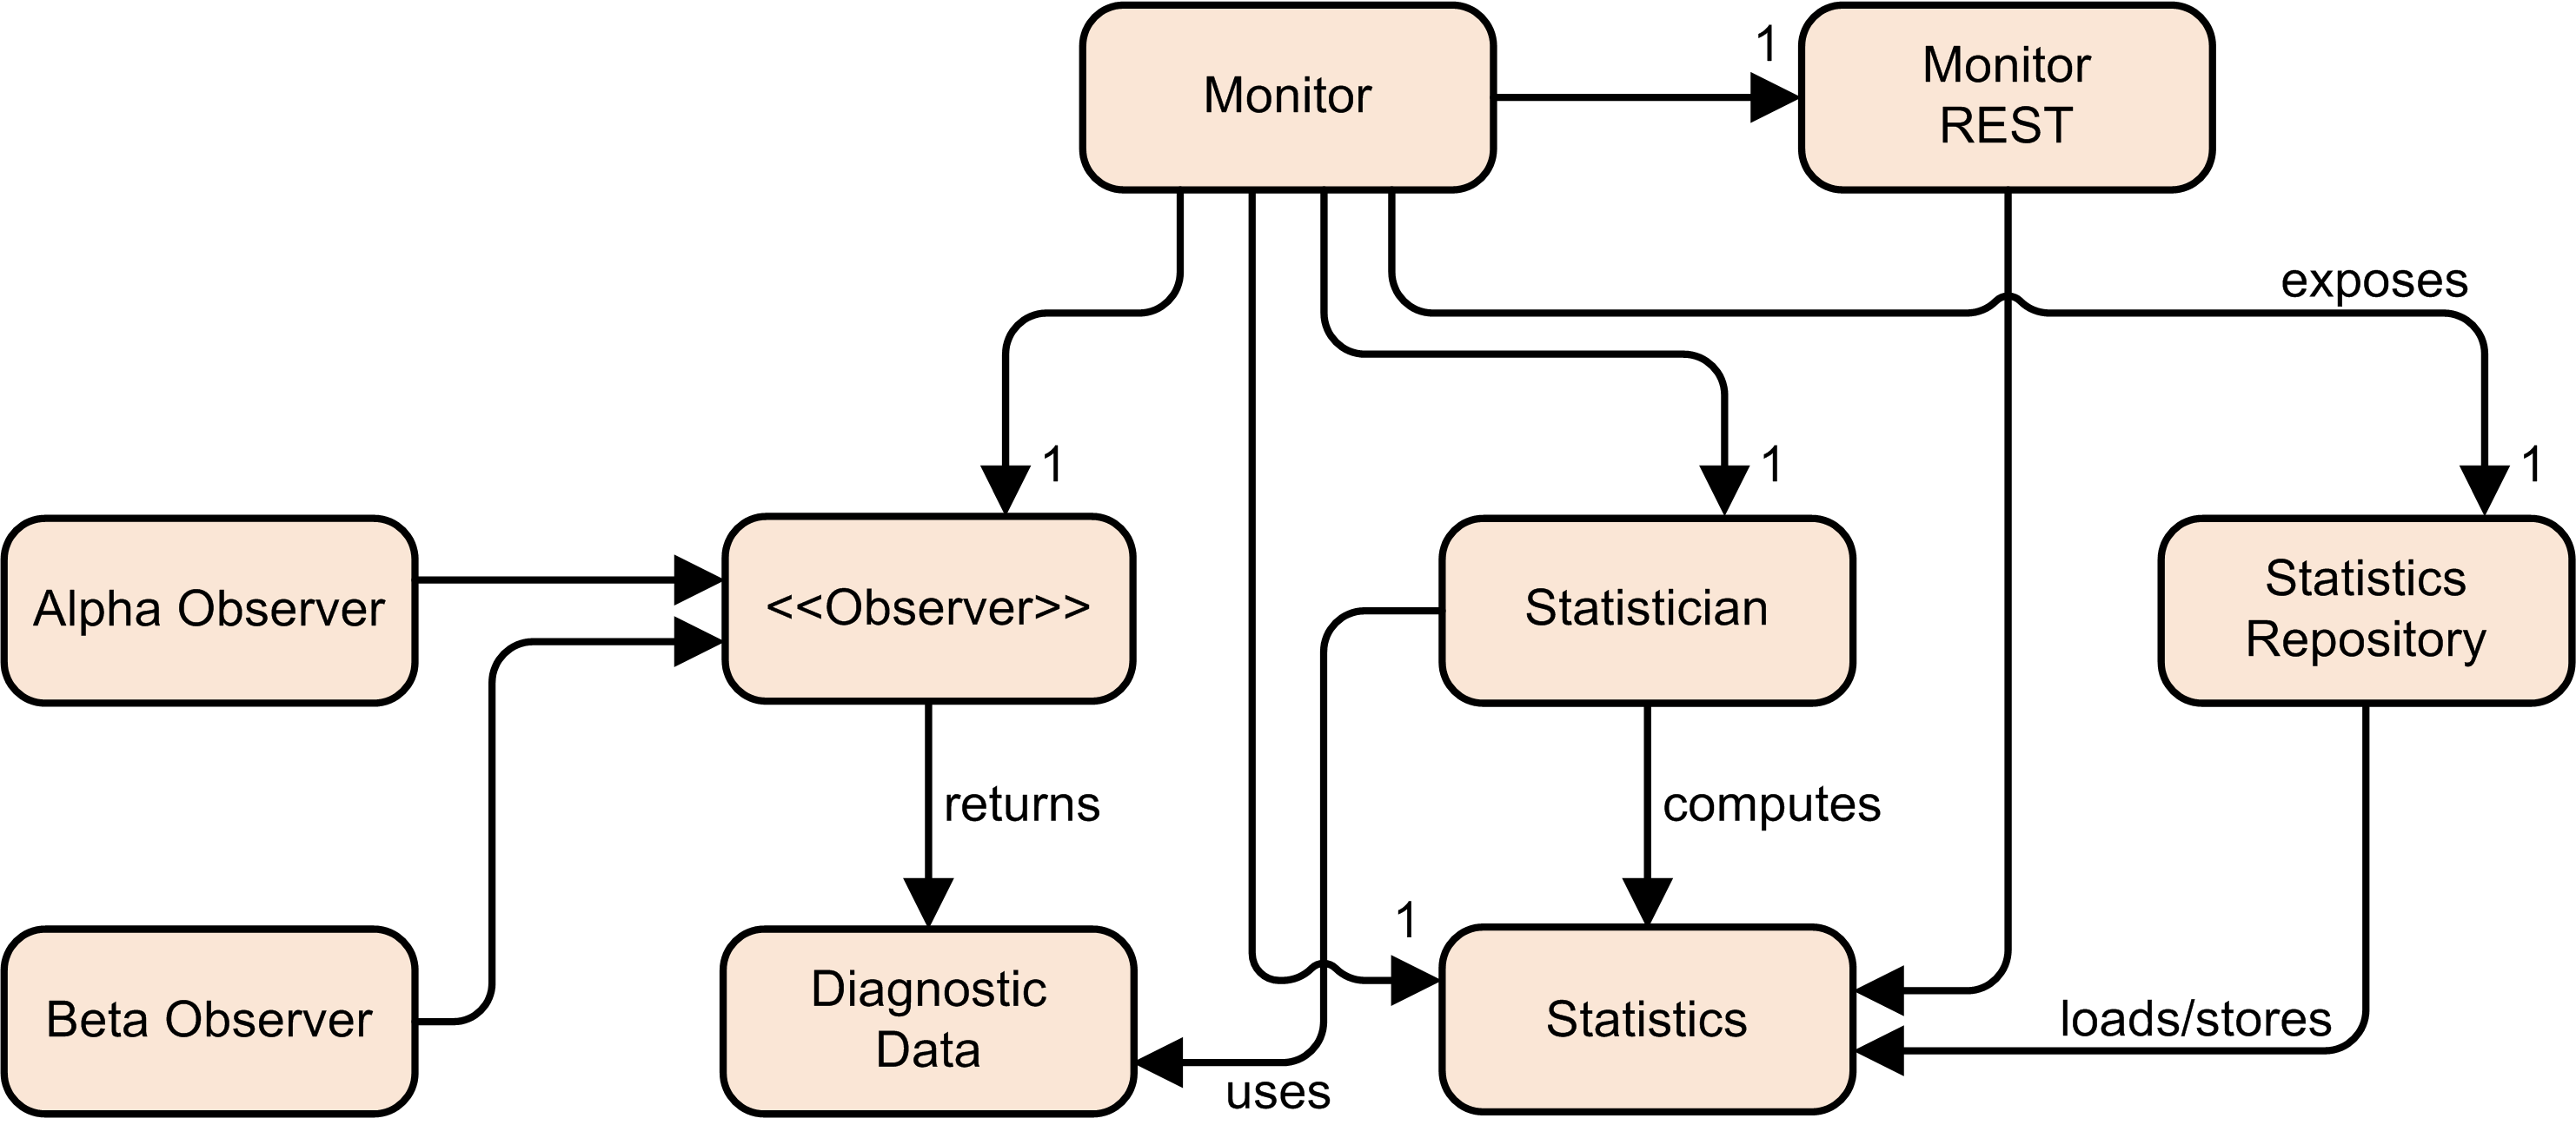 Monitor
1
Monitor
REST
exposes
1
1
1
Alpha Observer
<<Observer>>
Statistician
Statistics
Repository
returns
computes
1
Beta Observer
Diagnostic
Data
Statistics
loads/stores
uses